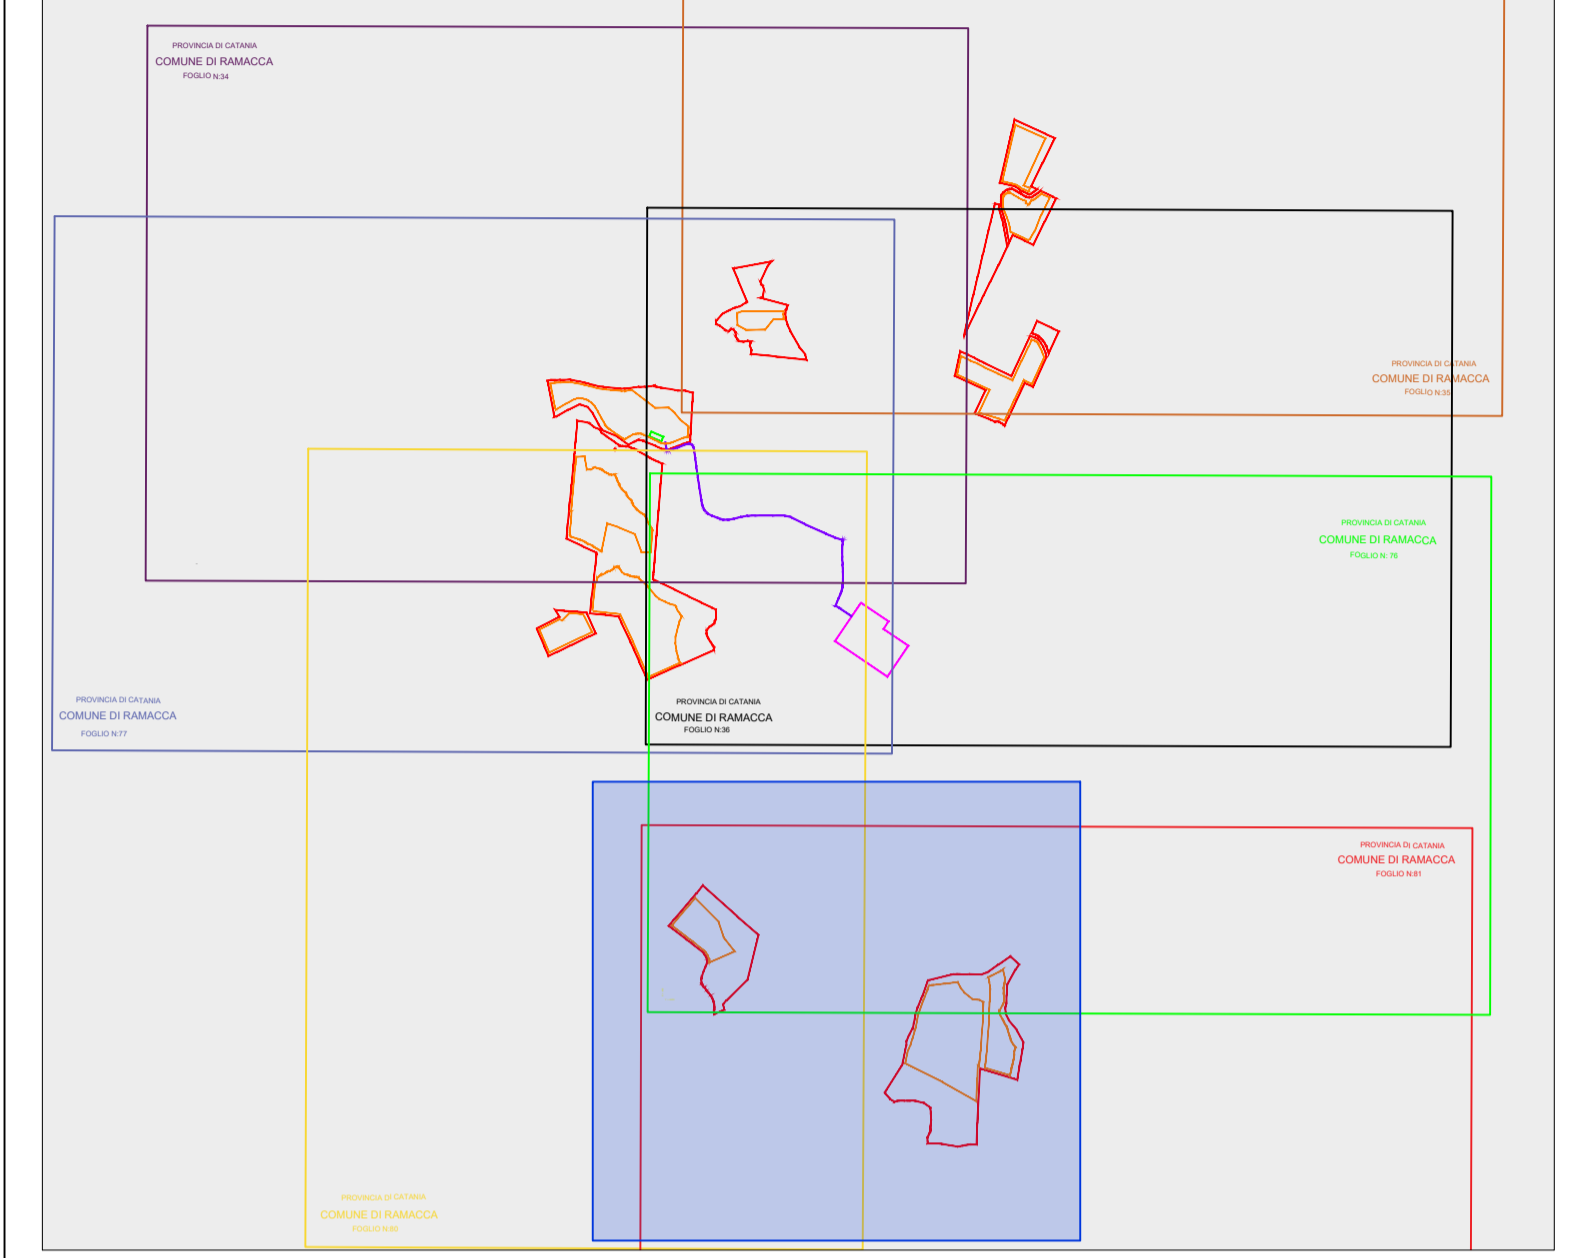 PROVINCIA DI CATANIA
COMUNE DI RAMACCA
FOGLIO N:34
PROVINCIA DI CATANIA
COMUNE DI RAMACCA
FOGLIO N:35
PROVINCIA DI CATANIA
COMUNE DI RAMACCA
FOGLIO N: 76
PROVINCIA DI CATANIA
COMUNE DI RAMACCA
FOGLIO N:77
PROVINCIA DI CATANIA
COMUNE DI RAMACCA
FOGLIO N:36
PROVINCIA DI CATANIA
COMUNE DI RAMACCA
FOGLIO N:81
PROVINCIA DI CATANIA
COMUNE DI RAMACCA
FOGLIO N:80